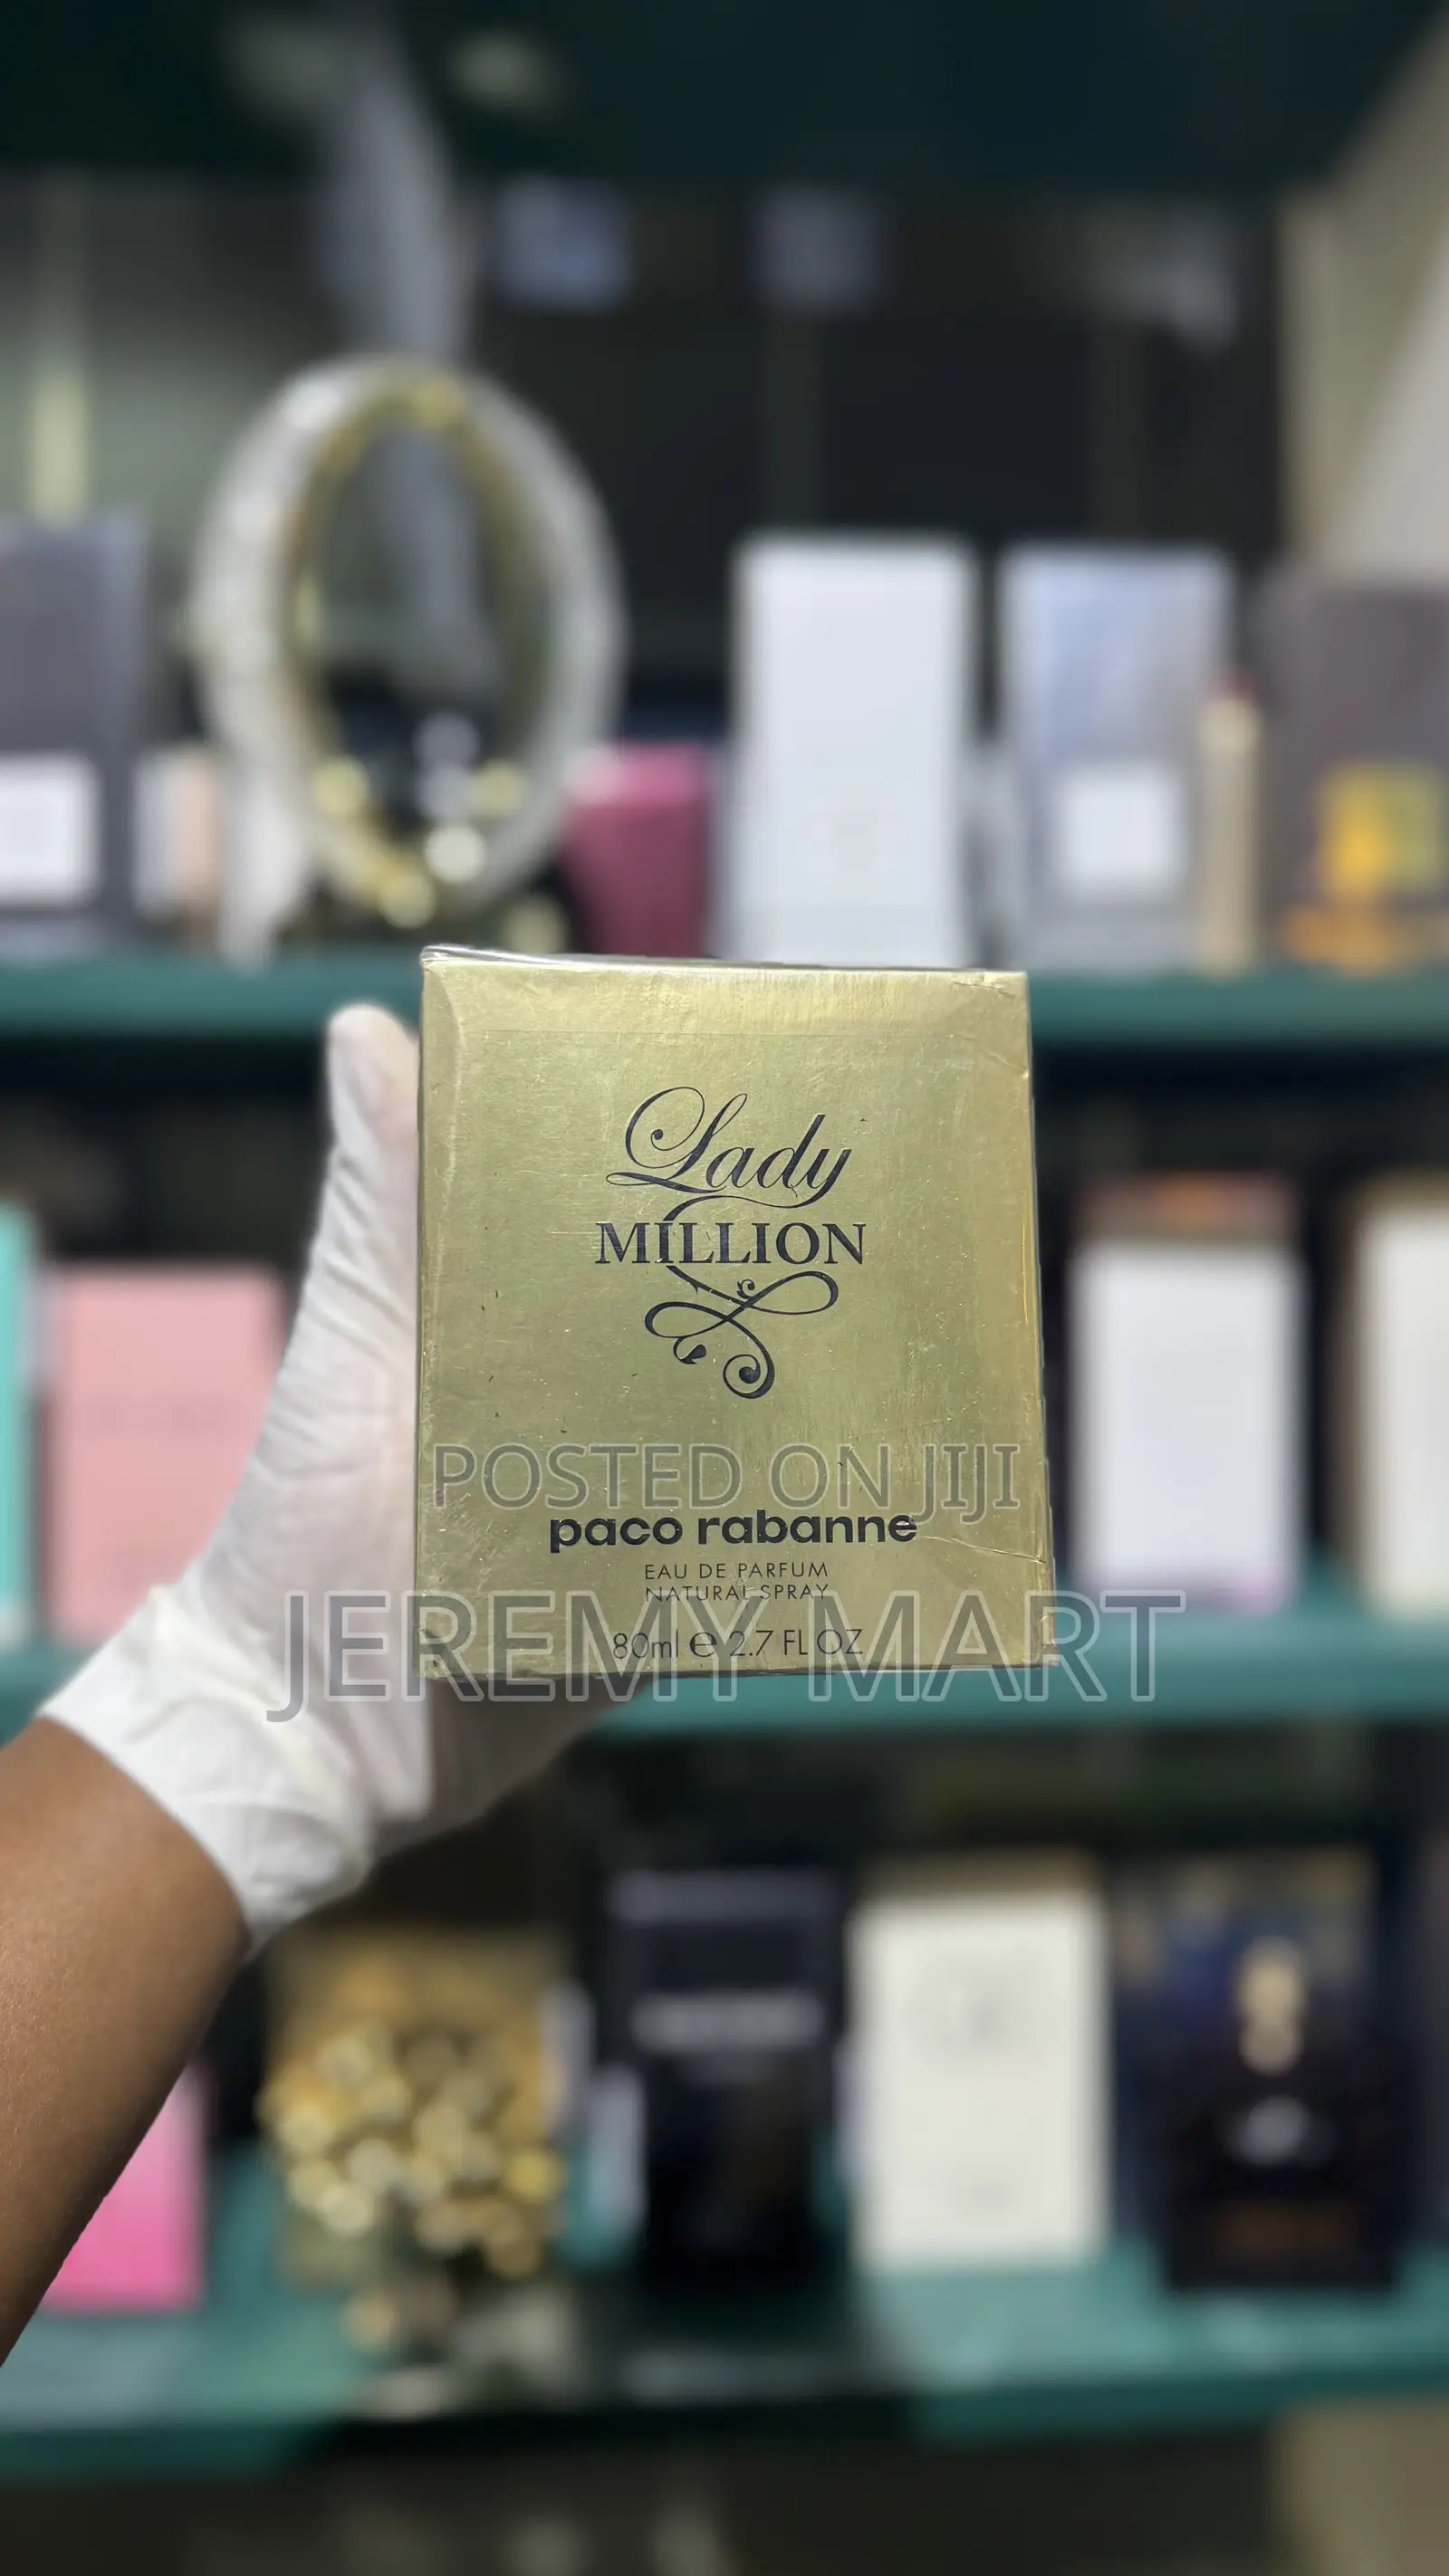 Lady
MILLION
POSTED ON JIJI
paco rabanne
EAU DE PARFUM
NATURAL SPRAY
JEREMY MART
80ml e 2.7 FL OZ